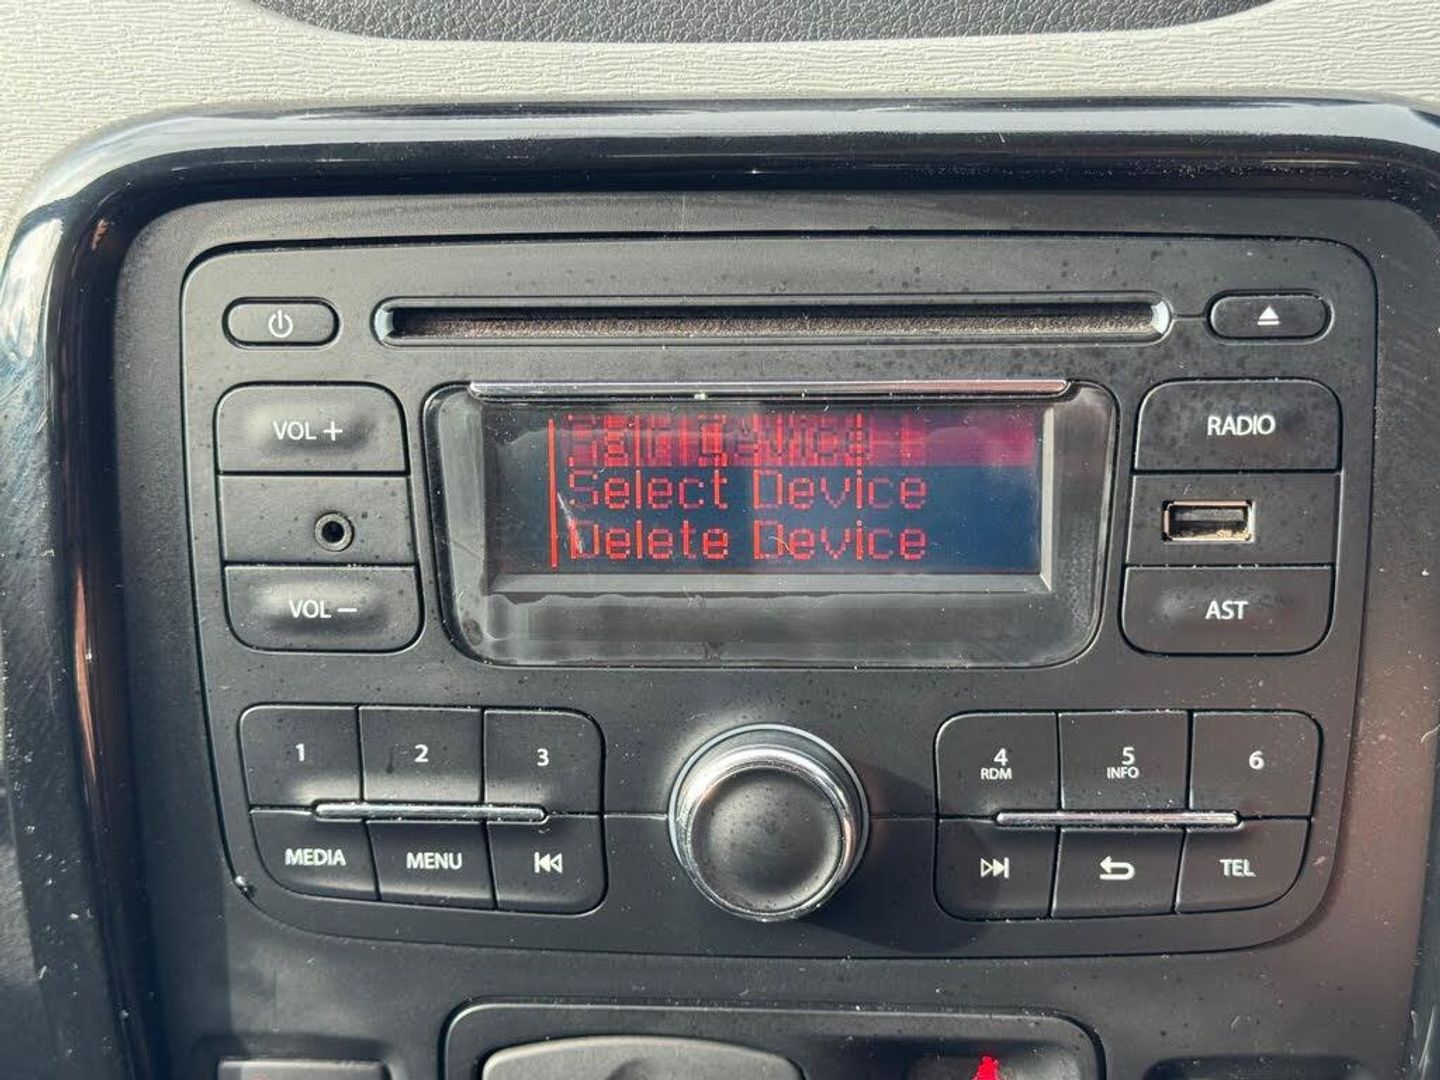 VOL +
RADIO
Select Device
Delete Device
VOL −
AST
1
2
3
4
RDM
5
INFO
6
MEDIA
MENU
TEL